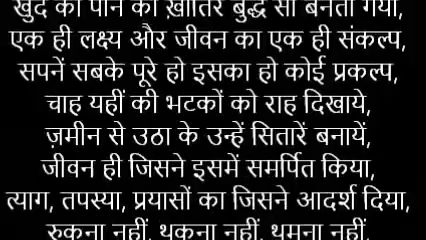 खुद को पाने की ख़ातिर बुद्ध सा बनता गया,
एक ही लक्ष्य और जीवन का एक ही संकल्प,
सपनें सबके पूरे हो इसका हो कोई प्रकल्प,
चाह यहीं की भटकों को राह दिखाये,
ज़मीन से उठा के उन्हें सितारें बनायें,
जीवन ही जिसने इसमें समर्पित किया,
त्याग, तपस्या, प्रयासों का जिसने आदर्श दिया,
रुकना नहीं, थकना नहीं, थमना नहीं,